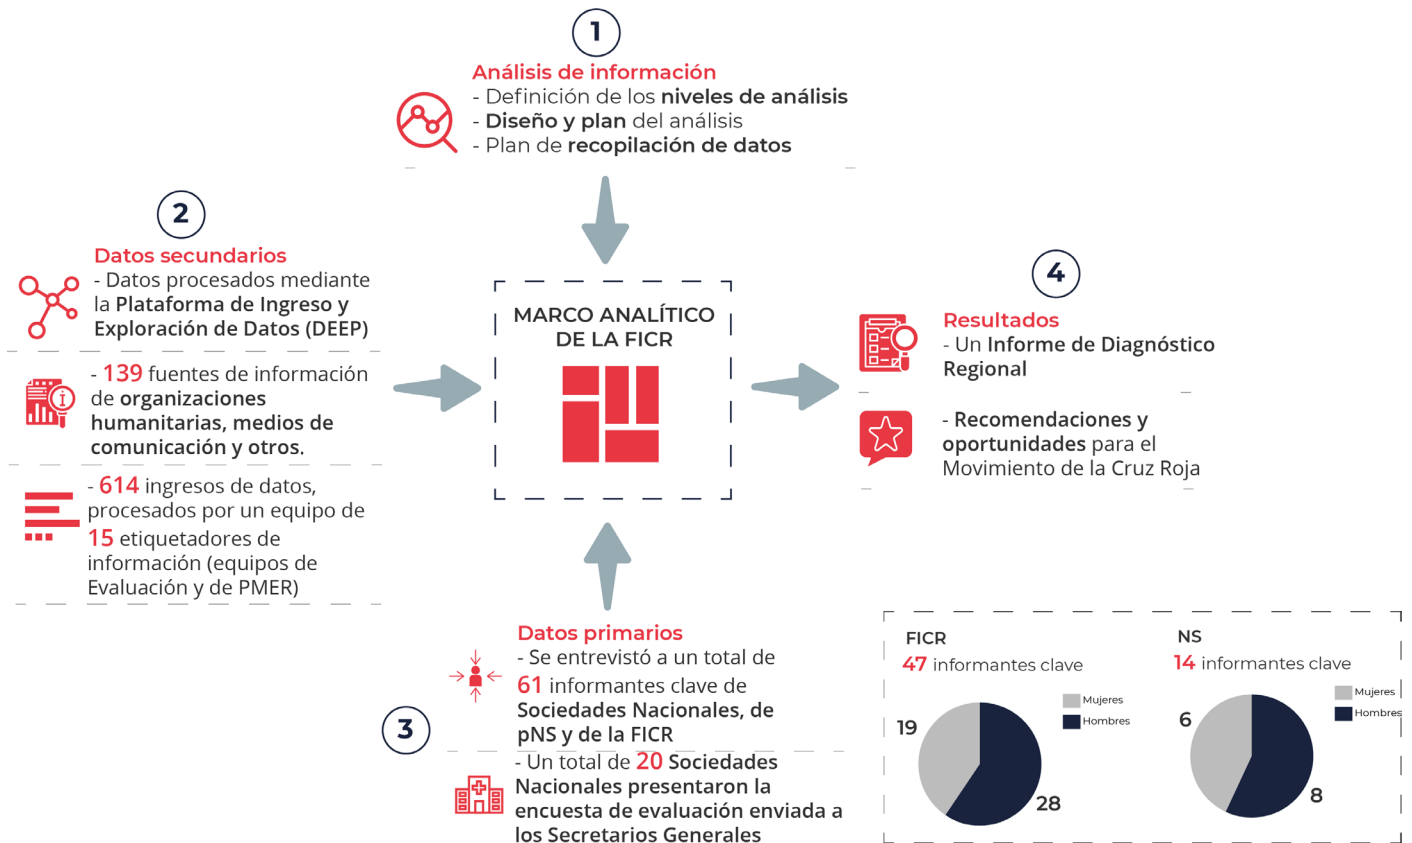 1
Análisis de información
- Definición de los niveles de análisis
- Diseño y plan del análisis
- Plan de recopilación de datos
2
Datos secundarios
- Datos procesados mediante
la Plataforma de Ingreso y
Exploración de Datos (DEEP)
- 139 fuentes de información
de organizaciones
humanitarias, medios de
comunicación y otros.
- 614 ingresos de datos,
procesados por un equipo de
15 etiquetadores de
información (equipos de
Evaluación y de PMER)
MARCO ANALÍTICO
DE LA FICR
3
Datos primarios
- Se entrevistó a un total de
61 informantes clave de
Sociedades Nacionales, de
pNS y de la FICR
- Un total de 20 Sociedades
Nacionales presentaron la
encuesta de evaluación enviada a
los Secretarios Generales
4
Resultados
- Un Informe de Diagnóstico
Regional
- Recomendaciones y
oportunidades para el
Movimiento de la Cruz Roja
FICR
47 informantes clave
Mujeres
Hombres
19
28
NS
14 informantes clave
Mujeres
Hombres
6
8